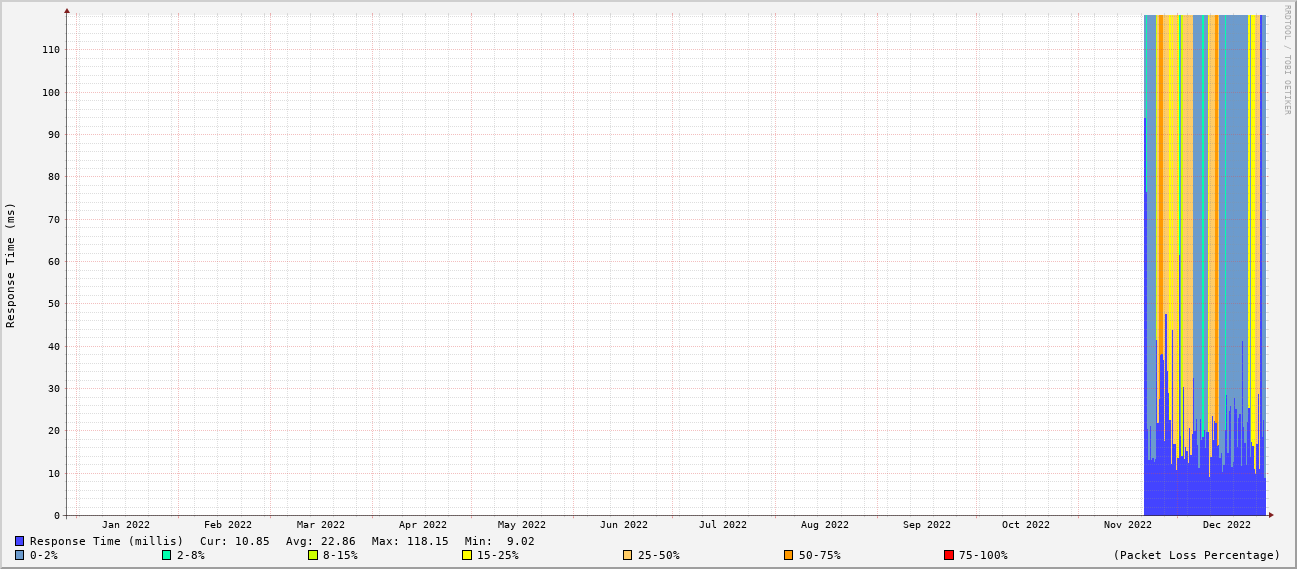 RRDTOOL / TOBI OETIKER
Response Time (ms)
110
100
90
80
70
60
50
40
30
20
10
0
Jan 2022 Feb 2022 Mar 2022 Apr 2022 May 2022 Jun 2022 Jul 2022 Aug 2022 Sep 2022 Oct 2022 Nov 2022 Dec 2022
Response Time (millis) Cur: 10.85 Avg: 22.86 Max: 118.15 Min: 9.02
0-2% 2-8% 8-15% 15-25% 25-50% 50-75% 75-100% (Packet Loss Percentage)